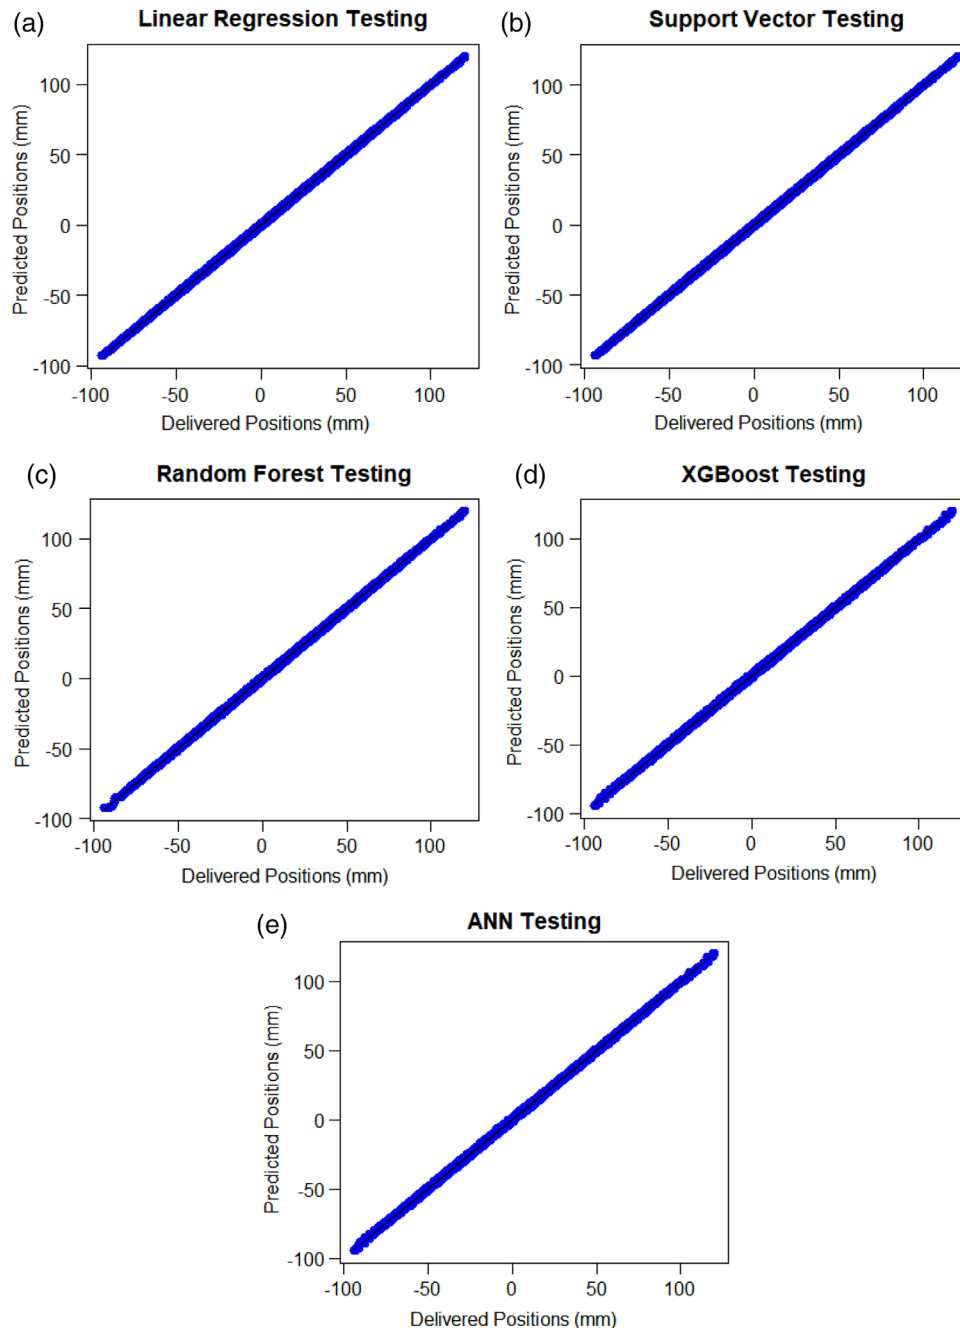 (a) Linear Regression Testing
Predicted Positions (mm)
100
50
0
-50
-100
-100 -50 0 50 100
Delivered Positions (mm)
(b) Support Vector Testing
Predicted Positions (mm)
100
50
0
-50
-100
-100 -50 0 50 100
Delivered Positions (mm)
(c) Random Forest Testing
Predicted Positions (mm)
100
50
0
-50
-100
-100 -50 0 50 100
Delivered Positions (mm)
(d) XGBoost Testing
Predicted Positions (mm)
100
50
0
-50
-100
-100 -50 0 50 100
Delivered Positions (mm)
(e) ANN Testing
Predicted Positions (mm)
100
50
0
-50
-100
-100 -50 0 50 100
Delivered Positions (mm)